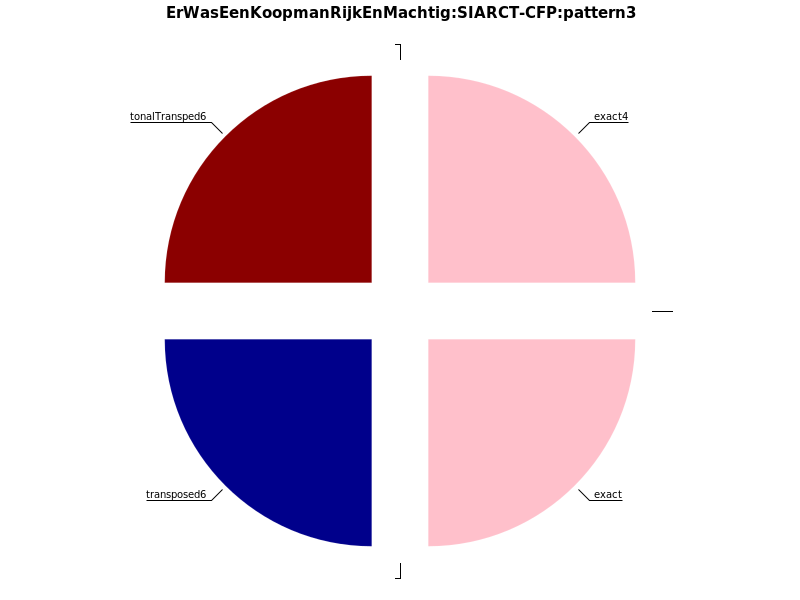 ErWasEenKoopmanRijkEnMachtig:SIARCT-CFP:pattern3
tonalTransped6
exact4
transposed6
exact